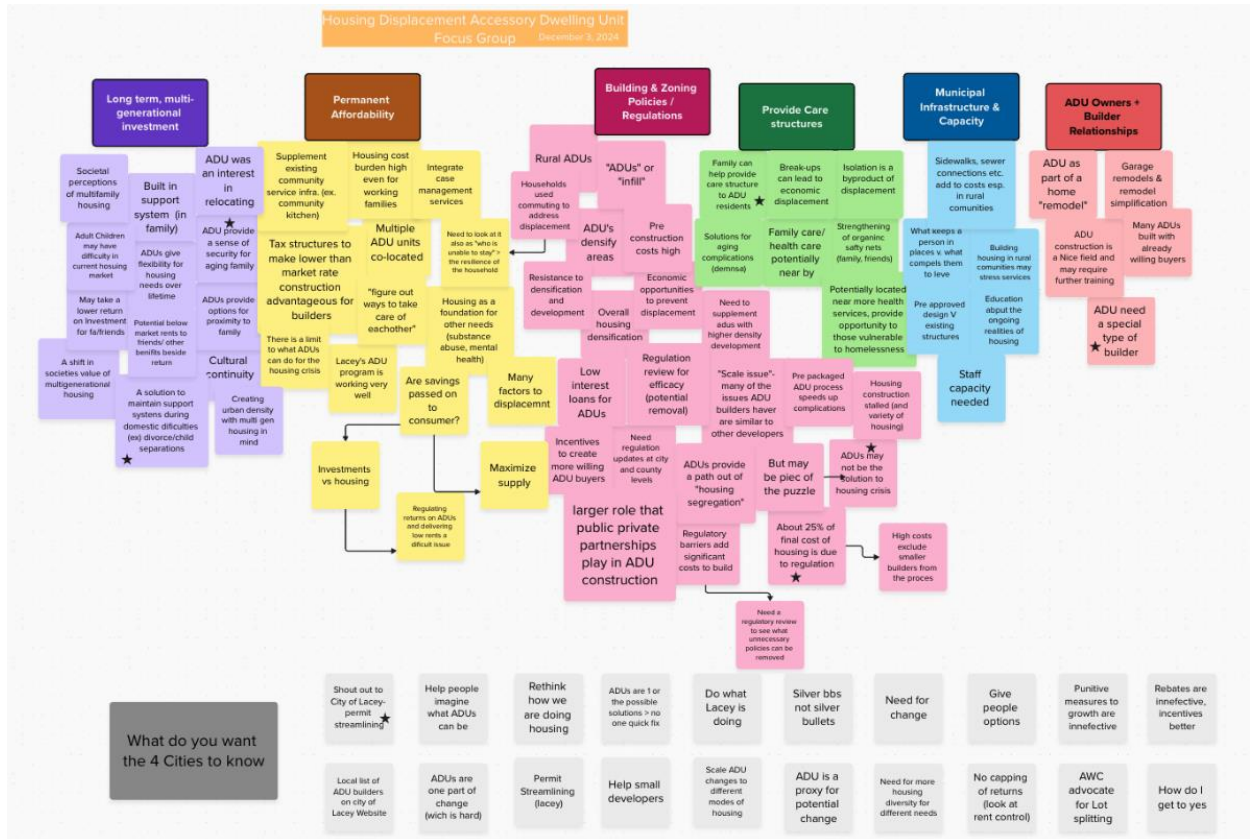 Housing Displacement Accessory Dwelling Unit
Focus Group December 3, 2024
Long term, multi-
generational
investment
Societal
perceptions of
multifamily
housing
Built in
support
system (in
family)
ADU was
an interest
in
relocating
Adult Children
may have
difficulty in
current housing
market
ADUs give
flexibility for
housing
needs over
lifetime
ADU provide
a sense of
security for
aging family
May take a
lower return
on investment
for fa/friends
Potential below
market rents to
friends/ other
benifits beside
return
ADUs provide
options for
proximity to
family
A shift in
societies value of
multigenerational
housing
Cultural
continuity
A solution to
maintain support
systems during
domestic dificulties
(ex) divorce/child
separations
Creating
urban density
with multi gen
housing in
mind
Permanent
Affordability
Supplement
existing
community
service infra. (ex.
community
kitchen)
Housing cost
burden high
even for
working
families
Integrate
case
management
services
Tax structures to
make lower than
market rate
construction
advantageous for
builders
Multiple
ADU units
co-located
Need to look at it
also as "who is
unable to stay" >
the resilience of the
household
"figure out
ways to take
care of
eachother"
Housing as a
foundation for
other needs
(substance
abuse, mental
health)
There is a limit
to what ADUs
can do for the
housing crisis
Lacey's ADU
program is
working very
well
Are savings
passed on
to
consumer?
Many
factors to
displacemnt
Investments
vs housing
Maximize
supply
Regulating
returns on ADUs
and delivering
low rents a
dificult issue
Building & Zoning
Policies /
Regulations
Rural ADUs
"ADUs" or
"infill"
Households
used
commuting to
address
displacement
ADU's
densify
areas
Pre
construction
costs high
Resistance to
densification
and
development
Economic
opportunities
to prevent
displacement
Overall
housing
densification
Need to
supplement
adus with
higher density
development
Low
interest
loans for
ADUs
Regulation
review for
efficacy
(potential
removal)
"Scale issue"-
many of the
issues ADU
builders haver
are similar to
other developers
Pre packaged
ADU process
speeds up
complications
Housing
construction
stalled (and
variety of
housing)
Incentives
to create
more willing
ADU buyers
Need
regulation
updates at city
and county
levels
ADUs provide
a path out of
"housing
segregation"
But may
be piec of
the puzzle
ADUs may
not be the
solution to
housing crisis
larger role that
public private
partnerships
play in ADU
construction
Regulatory
barriers add
significant
costs to build
About 25% of
final cost of
housing is due
to regulation
High costs
exclude
smaller
builders from
the proces
Need a
regulatory review
to see what
unnecessary
policies can be
removed
Provide Care
structures
Family can
help provide
care structure
to ADU
residents
Break-ups
can lead to
economic
displacement
Isolation is a
byproduct of
displacement
Solutions for
aging
complications
(demnsa)
Family care/
health care
potentially
near by
Strengthening
of organinc
safty nets
(family, friends)
Potentially located
near more health
services, provide
opportunity to
those vulnerable
to homelessness
Municipal
Infrastructure &
Capacity
Sidewalks, sewer
connections etc.
add to costs esp.
in rural
comunities
What keeps a
person in
places v. what
compels them
to leve
Building
housing in rural
comunities may
stress services
Pre approved
design V
existing
structures
Education
abput the
ongoing
realities of
housing
Staff
capacity
needed
ADU Owners +
Builder
Relationships
ADU as
part of a
home
"remodel"
Garage
remodels &
remodel
simplification
ADU
construction is
a Nice field and
may require
further training
Many ADUs
built with
already
willing buyers
ADU need
a special
type of
builder
What do you want
the 4 Cities to know
Shout out to
City of Lacey-
permit
streamlining
Help people
imagine
what ADUs
can be
Rethink
how we
are doing
housing
ADUs are 1 or
the possible
solutions > no
one quick fix
Do what
Lacey is
doing
Silver bbs
not silver
bullets
Need for
change
Give
people
options
Punitive
measures to
growth are
innefective
Rebates are
innefective,
incentives
better
Local list of
ADU builders
on city of
Lacey Website
ADUs are
one part of
change
(wich is hard)
Permit
Streamlining
(lacey)
Help small
developers
Scale ADU
changes to
different
modes of
housing
ADU is a
proxy for
potential
change
Need for more
housing
diversity for
different needs
No capping
of returns
(look at
rent control)
AWC
advocate
for Lot
splitting
How do I
get to yes